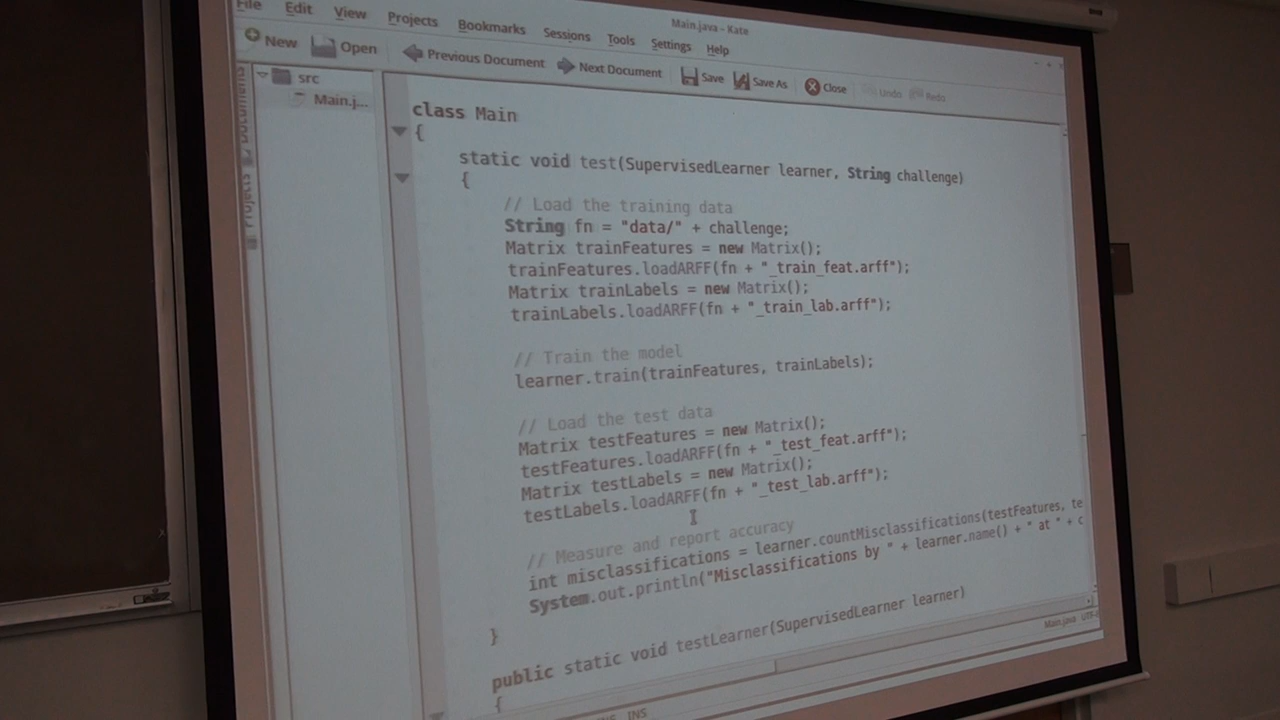 Main.java - Kate
File Edit View Projects Bookmarks Sessions Tools Settings Help
New Open Previous Document Next Document Save Save As Close Undo Redo
src
Main.j...
class Main
{
static void test(SupervisedLearner learner, String challenge)
{
// Load the training data
String fn = "data/" + challenge;
Matrix trainFeatures = new Matrix();
trainFeatures.loadARFF(fn + "_train_feat.arff");
Matrix trainLabels = new Matrix();
trainLabels.loadARFF(fn + "_train_lab.arff");
// Train the model
learner.train(trainFeatures, trainLabels);
// Load the test data
Matrix testFeatures = new Matrix();
testFeatures.loadARFF(fn + "_test_feat.arff");
Matrix testLabels = new Matrix();
testLabels.loadARFF(fn + "_test_lab.arff");
// Measure and report accuracy
int misclassifications = learner.countMisclassifications(testFeatures, te
System.out.println("Misclassifications by " + learner.name() + " at " + c
}
public static void testLearner(SupervisedLearner learner)
{
Main.java UTF-
INS